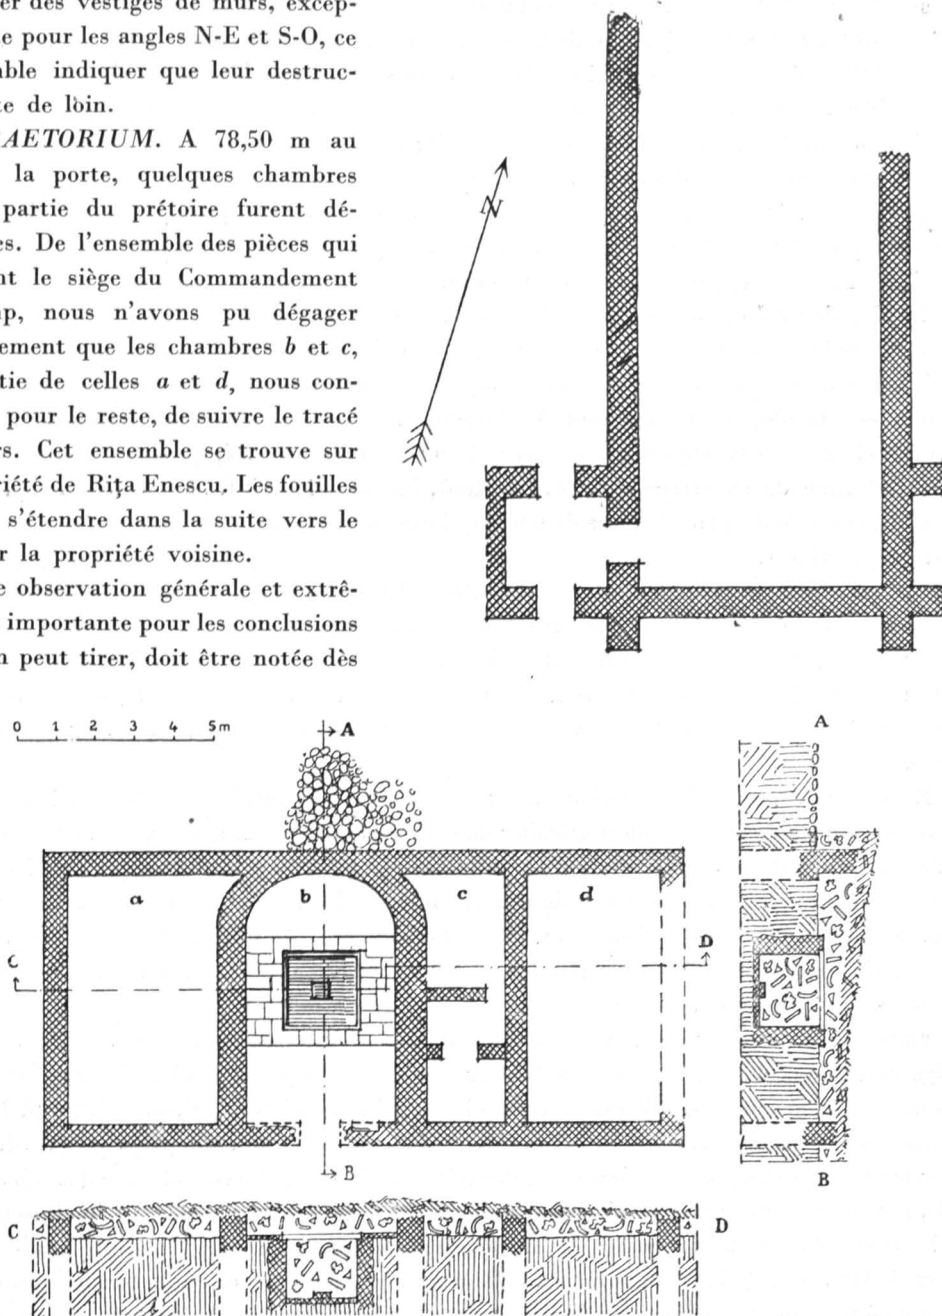 er des vestiges de murs, excep-
e pour les angles N-E et S-O, ce
able indiquer que leur destruc-
te de loin.
AETORIUM. A 78,50 m au
la porte, quelques chambres
partie du prétoire furent dé-
es. De l'ensemble des pièces qui
nt le siège du Commandement
mp, nous n'avons pu dégager
ement que les chambres b et c,
tie de celles a et d, nous con-
pour le reste, de suivre le tracé
rs. Cet ensemble se trouve sur
riété de Rița Enescu. Les fouilles
s'étendre dans la suite vers le
r la propriété voisine.
e observation générale et extrê-
importante pour les conclusions
n peut tirer, doit être notée dès
N
0 1 2 3 4 5m
A
a b c d
C D
B
A
B
C D